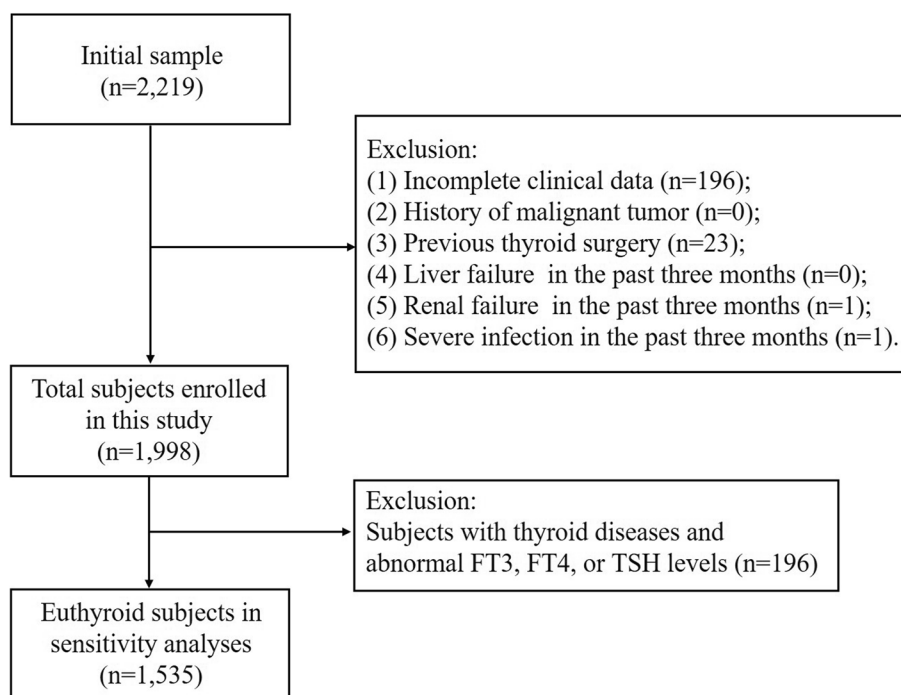 Initial sample
(n=2,219)
Exclusion:
(1) Incomplete clinical data (n=196);
(2) History of malignant tumor (n=0);
(3) Previous thyroid surgery (n=23);
(4) Liver failure in the past three months (n=0);
(5) Renal failure in the past three months (n=1);
(6) Severe infection in the past three months (n=1).
Total subjects enrolled
in this study
(n=1,998)
Exclusion:
Subjects with thyroid diseases and
abnormal FT3, FT4, or TSH levels (n=196)
Euthyroid subjects in
sensitivity analyses
(n=1,535)